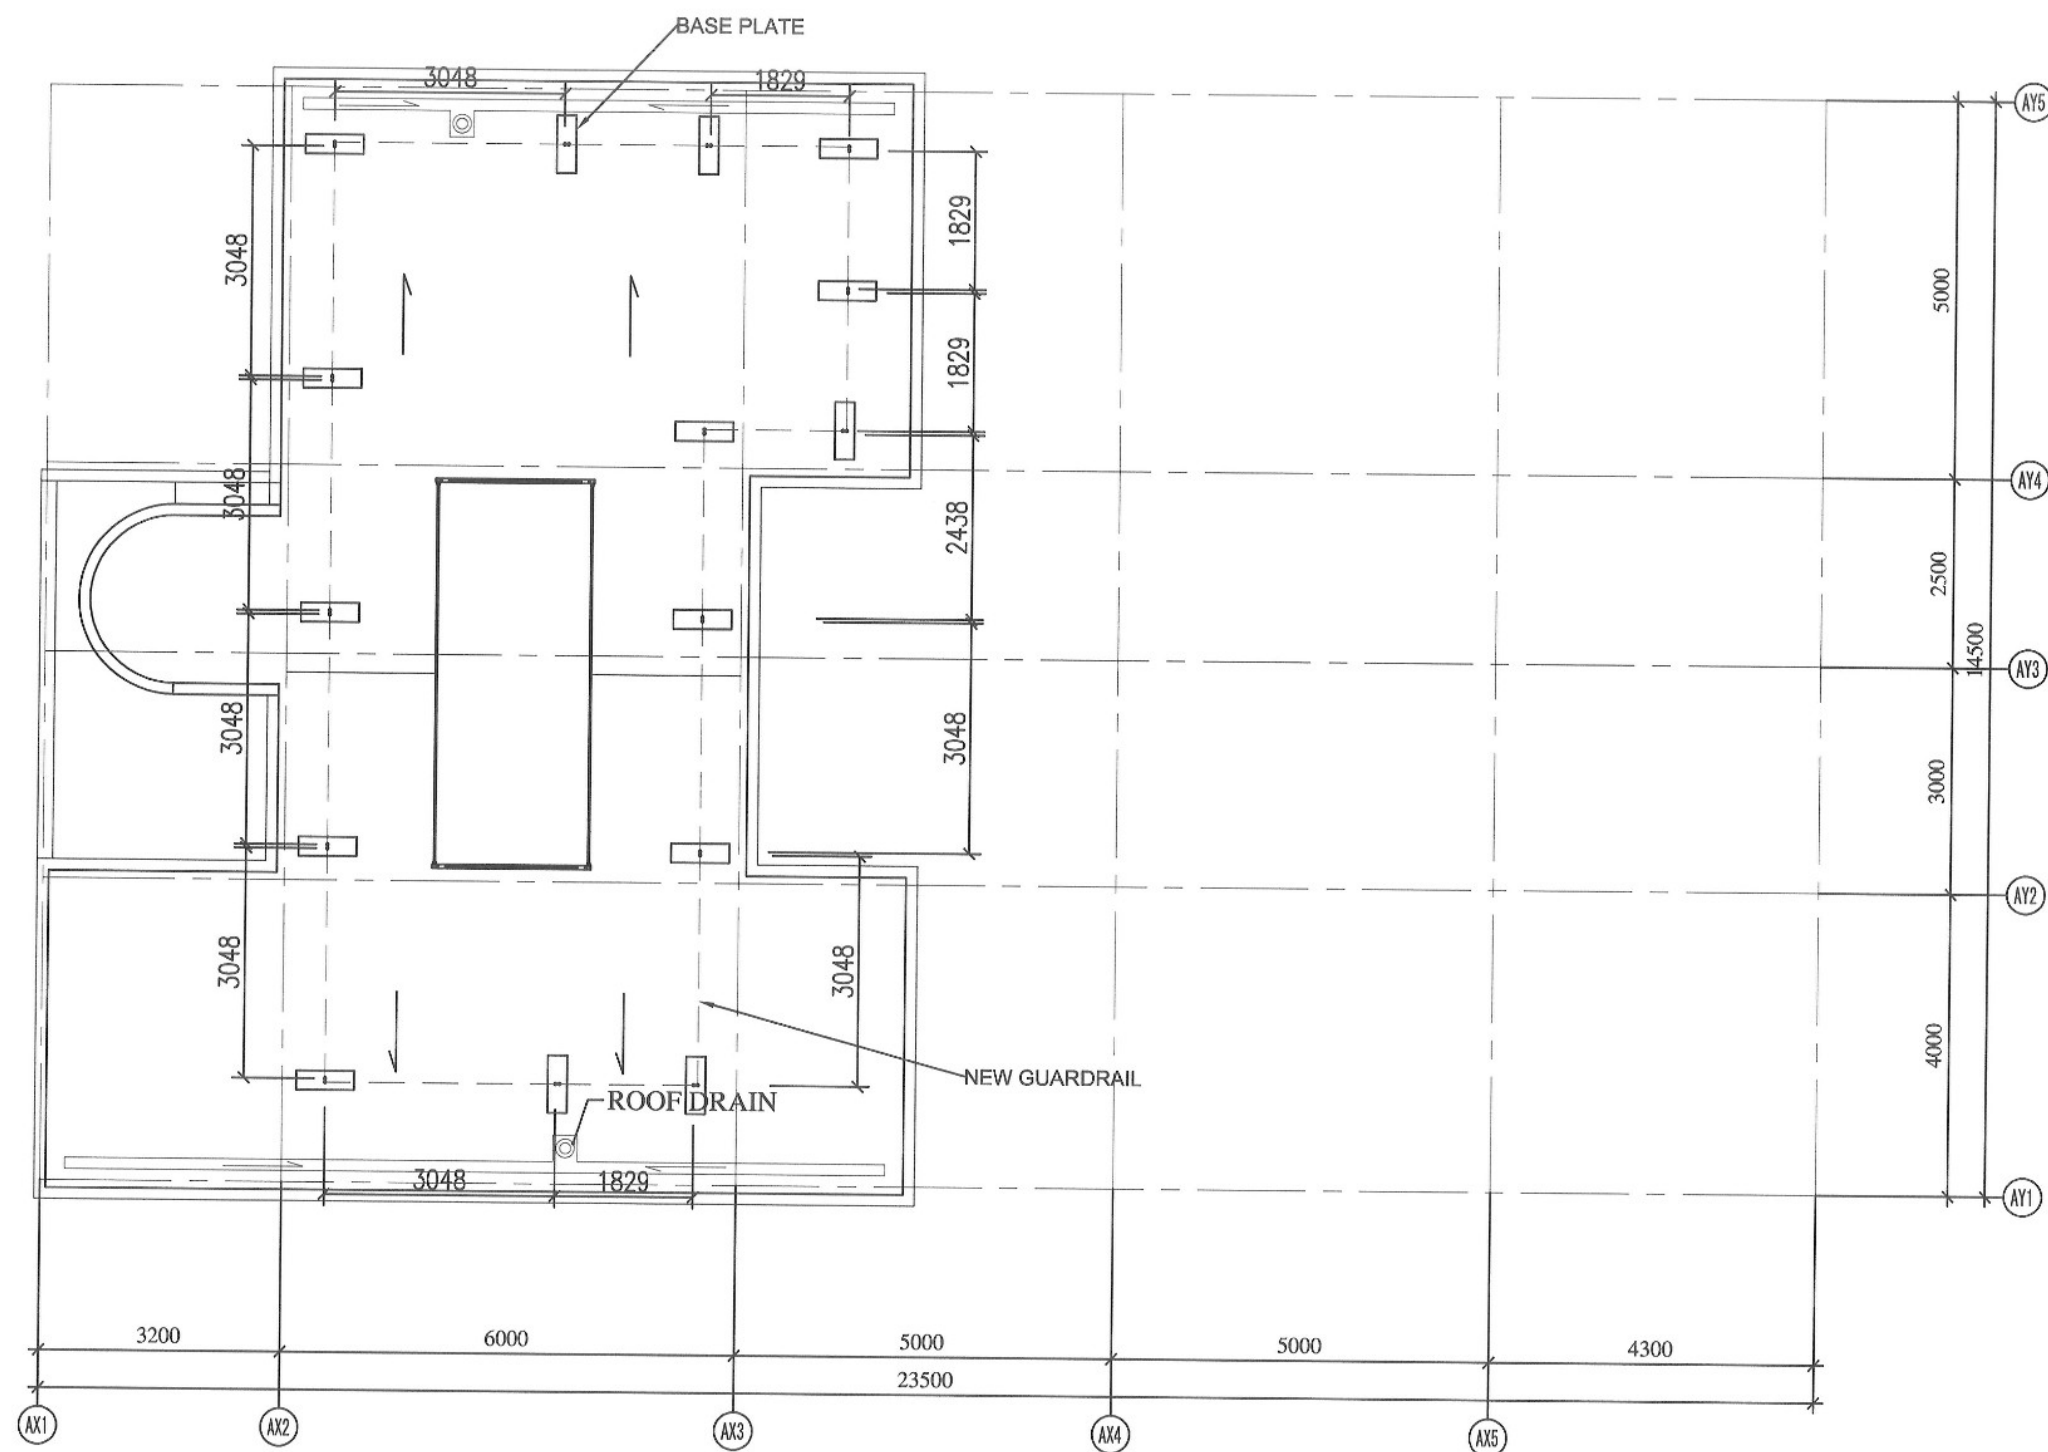 BASE PLATE
3048
1829
AY5
1829
3048
5000
1829
AY4
3048
2438
2500
14500
AY3
3048
3048
3000
AY2
3048
3048
4000
NEW GUARDRAIL
ROOF DRAIN
3048
1829
AY1
3200
6000
5000
5000
4300
23500
AX1
AX2
AX3
AX4
AX5